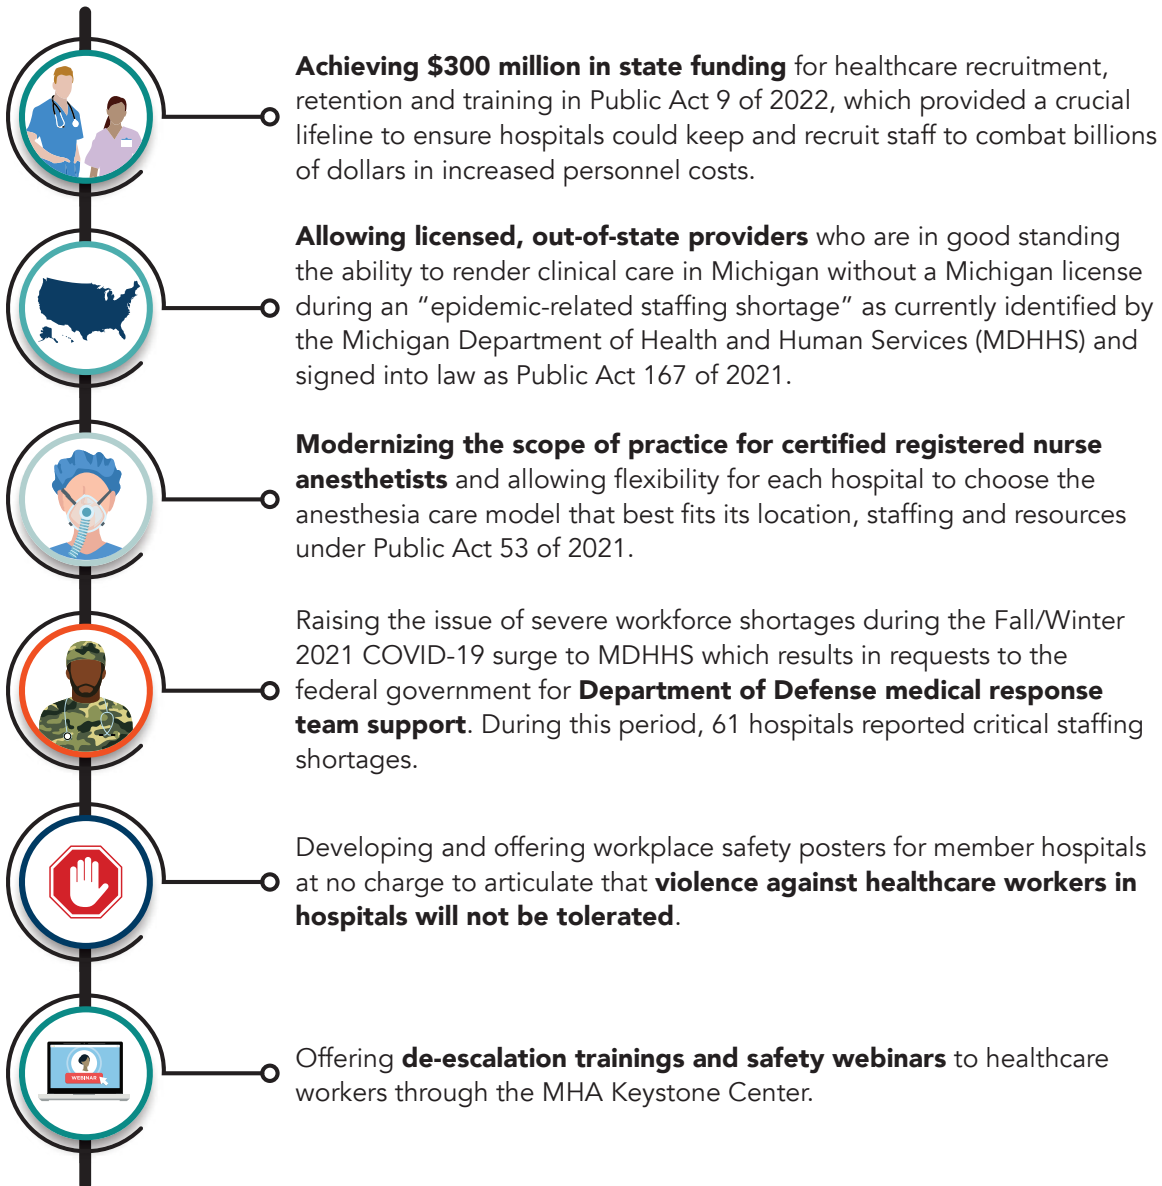 Achieving $300 million in state funding for healthcare recruitment,
retention and training in Public Act 9 of 2022, which provided a crucial
lifeline to ensure hospitals could keep and recruit staff to combat billions
of dollars in increased personnel costs.
Allowing licensed, out-of-state providers who are in good standing
the ability to render clinical care in Michigan without a Michigan license
during an “epidemic-related staffing shortage” as currently identified by
the Michigan Department of Health and Human Services (MDHHS) and
signed into law as Public Act 167 of 2021.
Modernizing the scope of practice for certified registered nurse
anesthetists and allowing flexibility for each hospital to choose the
anesthesia care model that best fits its location, staffing and resources
under Public Act 53 of 2021.
Raising the issue of severe workforce shortages during the Fall/Winter
2021 COVID-19 surge to MDHHS which results in requests to the
federal government for Department of Defense medical response
team support. During this period, 61 hospitals reported critical staffing
shortages.
Developing and offering workplace safety posters for member hospitals
at no charge to articulate that violence against healthcare workers in
hospitals will not be tolerated.
WEBINAR
Offering de-escalation trainings and safety webinars to healthcare
workers through the MHA Keystone Center.